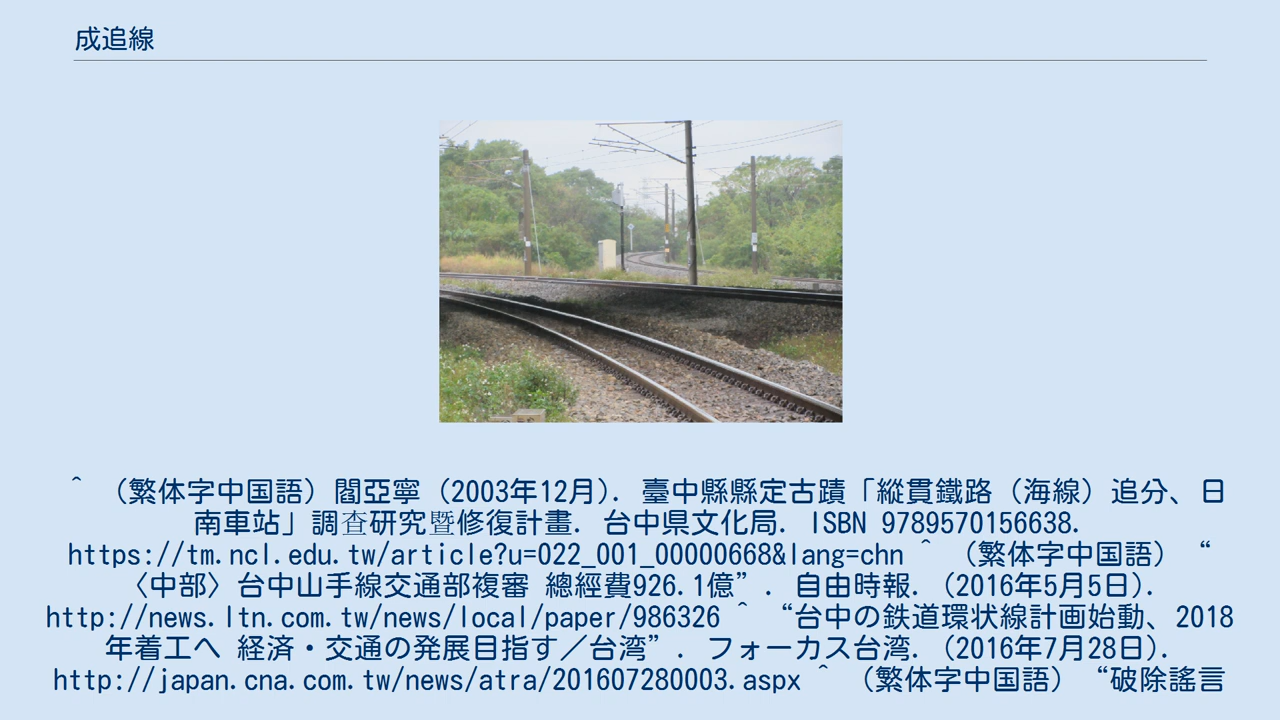 成追線
^ （繁体字中国語）閻亞寧（2003年12月）. 臺中縣縣定古蹟「縱貫鐵路（海線）追分、日
南車站」調查研究暨修復計畫. 台中県文化局. ISBN 9789570156638.
https://tm.ncl.edu.tw/article?u=022_001_00000668&lang=chn ^ （繁体字中国語） “
〈中部〉台中山手線交通部複審 總經費926.1億”. 自由時報. （2016年5月5日）.
http://news.ltn.com.tw/news/local/paper/986326 ^ “台中の鉄道環状線計画始動、2018
年着工へ 経済・交通の発展目指す／台湾”. フォーカス台湾. （2016年7月28日）.
http://japan.cna.com.tw/news/atra/201607280003.aspx ^ （繁体字中国語） “破除謠言